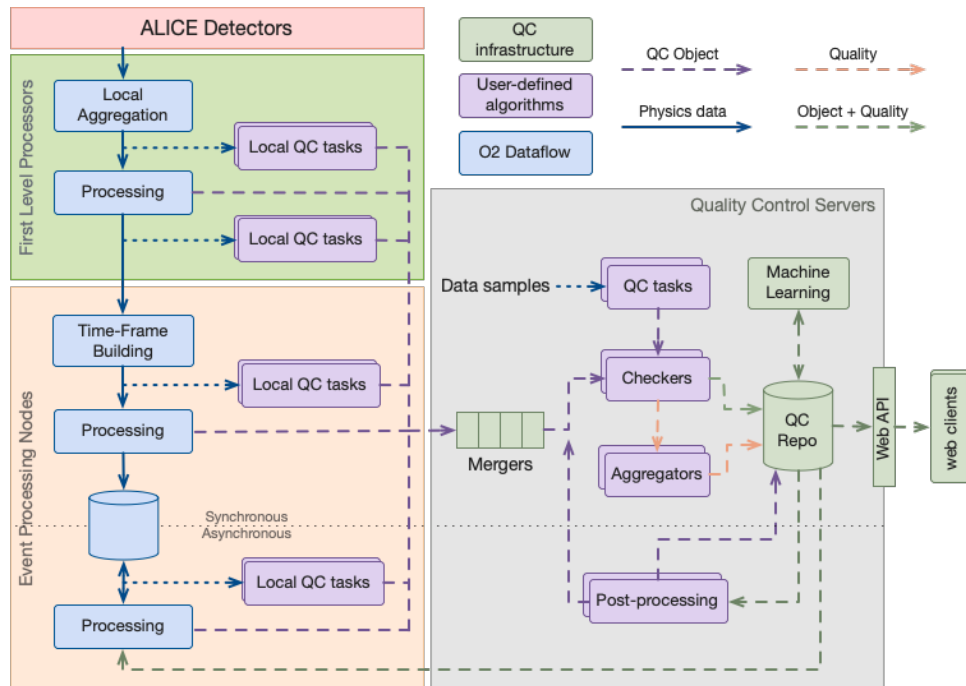 ALICE Detectors
First Level Processors
Local
Aggregation
Local QC tasks
Processing
Local QC tasks
Event Processing Nodes
Time-Frame
Building
Local QC tasks
Processing
Synchronous
Asynchronous
Local QC tasks
Processing
QC
infrastructure
User-defined
algorithms
O2 Dataflow
QC Object
Quality
Physics data
Object + Quality
Quality Control Servers
Data samples
QC tasks
Machine
Learning
Checkers
Mergers
Aggregators
QC
Repo
Web API
web clients
Post-processing